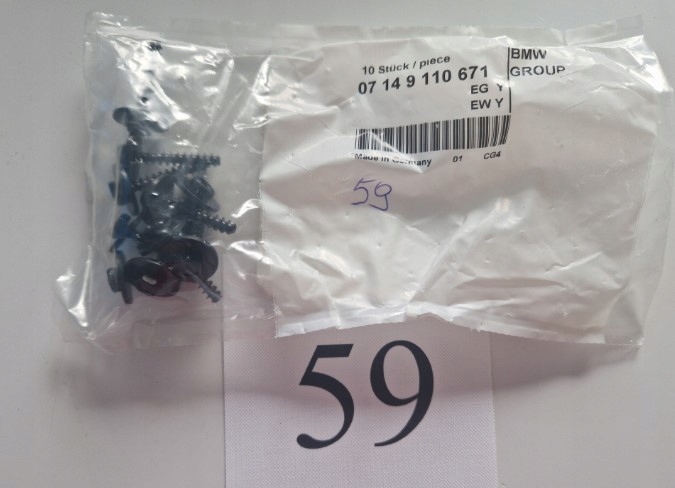 10 Stück / piece
07 14 9 110 671
EG Y
EW Y
BMW
GROUP
Made in Germany 01 CG4
59
59